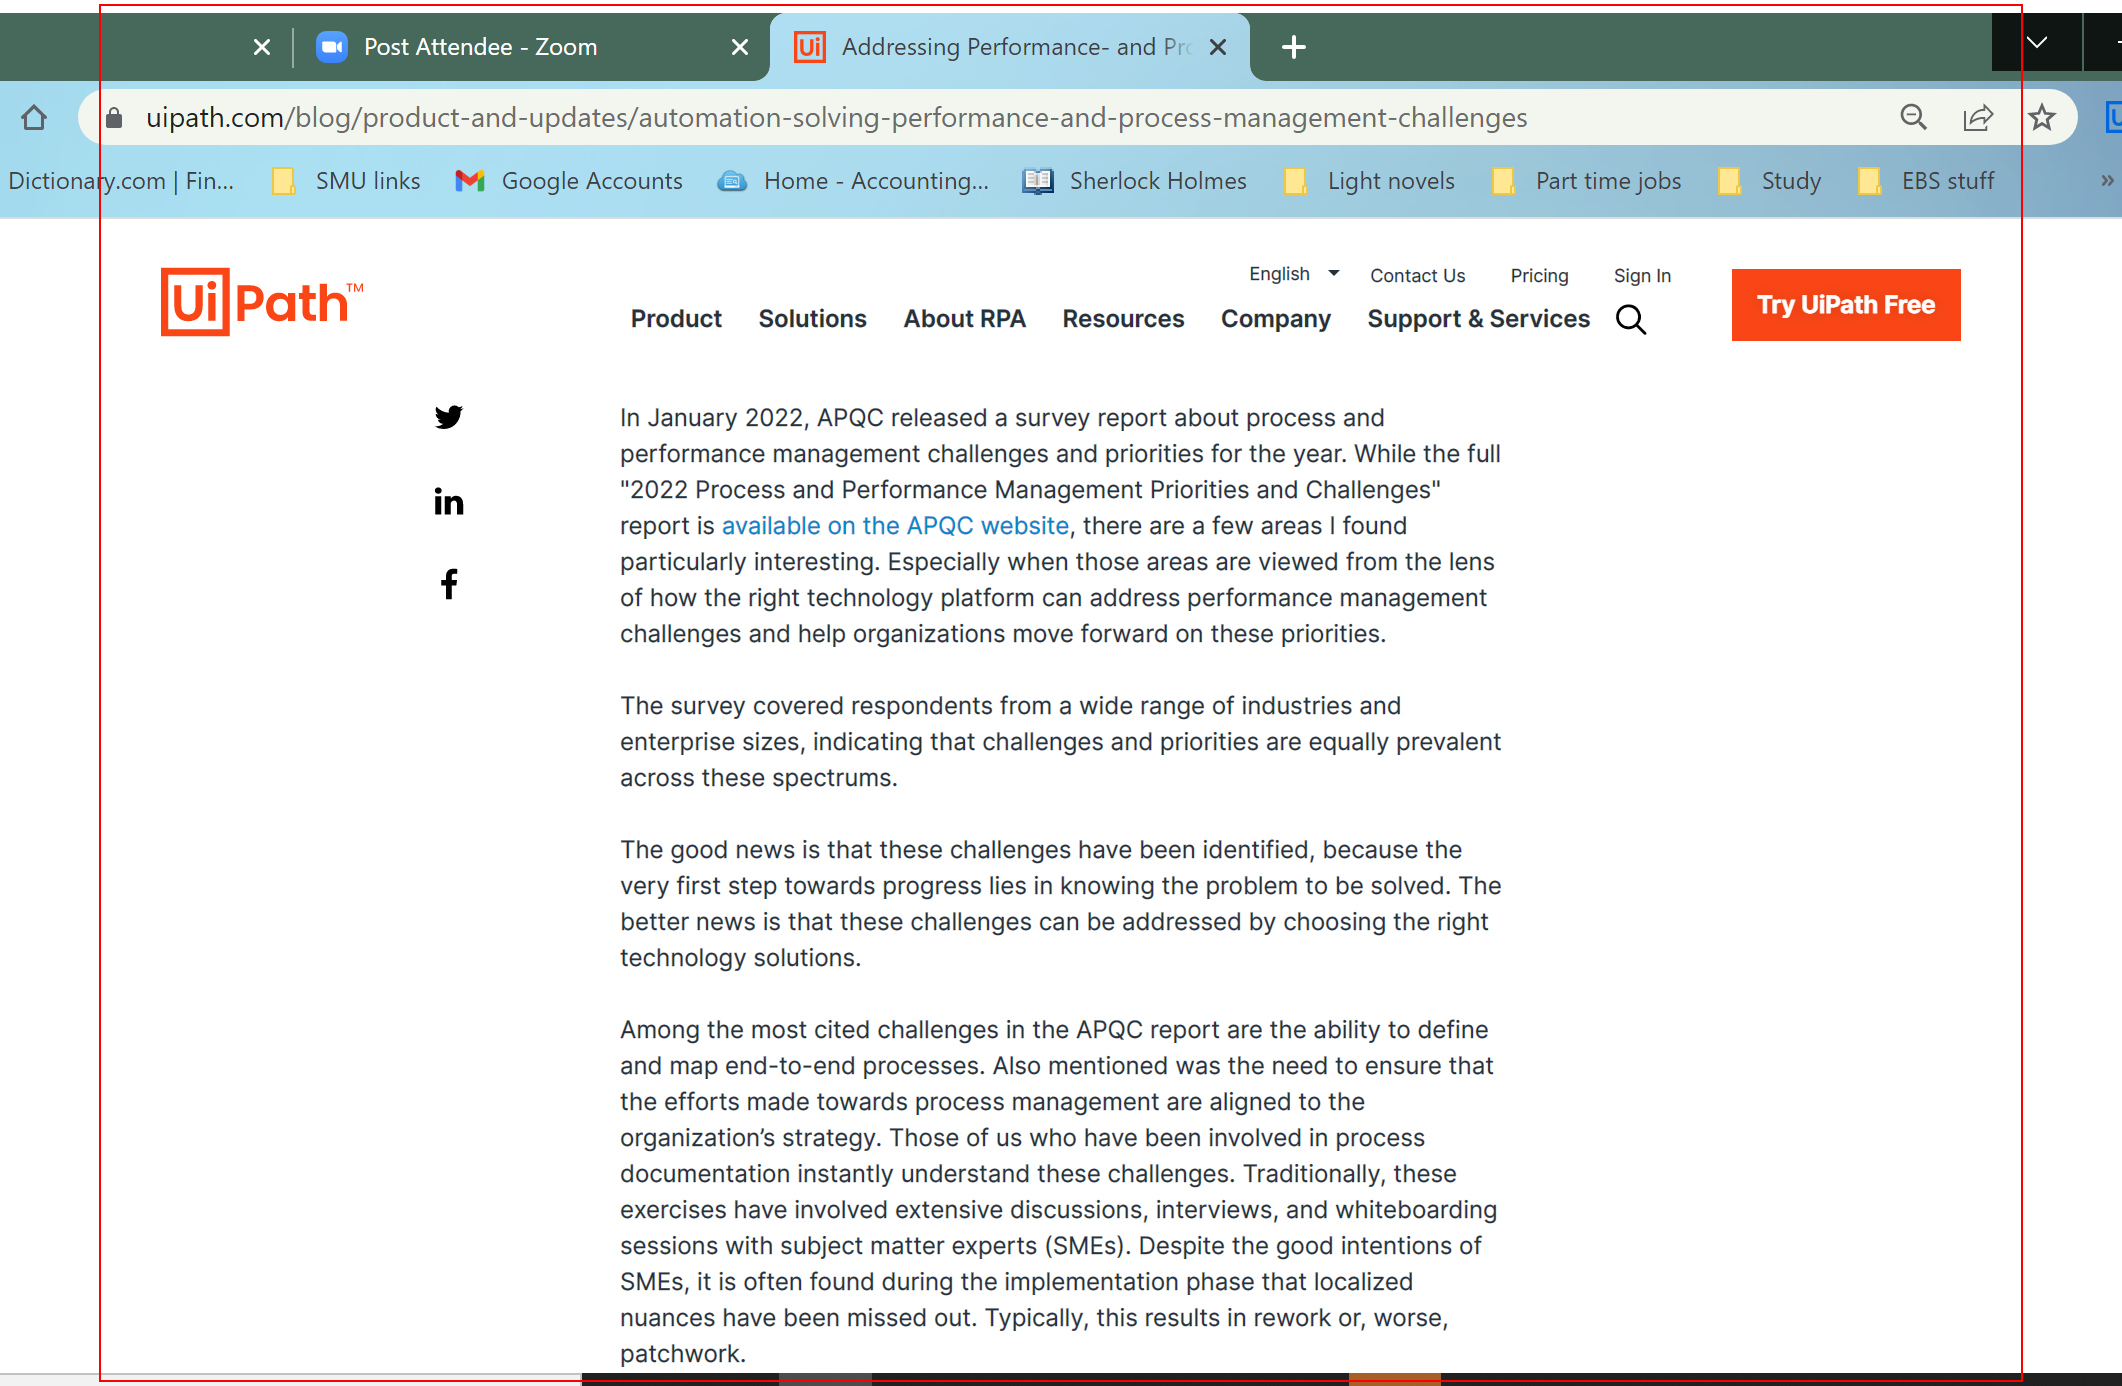 Post Attendee - Zoom
Addressing Performance- and Pro
uipath.com/blog/product-and-updates/automation-solving-performance-and-process-management-challenges
Dictionary.com | Fin...
SMU links
Google Accounts
Home - Accounting...
Sherlock Holmes
Light novels
Part time jobs
Study
EBS stuff
»
UiPath™
English
Contact Us
Pricing
Sign In
Try UiPath Free
Product
Solutions
About RPA
Resources
Company
Support & Services
In January 2022, APQC released a survey report about process and
performance management challenges and priorities for the year. While the full
"2022 Process and Performance Management Priorities and Challenges"
report is available on the APQC website, there are a few areas I found
particularly interesting. Especially when those areas are viewed from the lens
of how the right technology platform can address performance management
challenges and help organizations move forward on these priorities.
The survey covered respondents from a wide range of industries and
enterprise sizes, indicating that challenges and priorities are equally prevalent
across these spectrums.
The good news is that these challenges have been identified, because the
very first step towards progress lies in knowing the problem to be solved. The
better news is that these challenges can be addressed by choosing the right
technology solutions.
Among the most cited challenges in the APQC report are the ability to define
and map end-to-end processes. Also mentioned was the need to ensure that
the efforts made towards process management are aligned to the
organization’s strategy. Those of us who have been involved in process
documentation instantly understand these challenges. Traditionally, these
exercises have involved extensive discussions, interviews, and whiteboarding
sessions with subject matter experts (SMEs). Despite the good intentions of
SMEs, it is often found during the implementation phase that localized
nuances have been missed out. Typically, this results in rework or, worse,
patchwork.